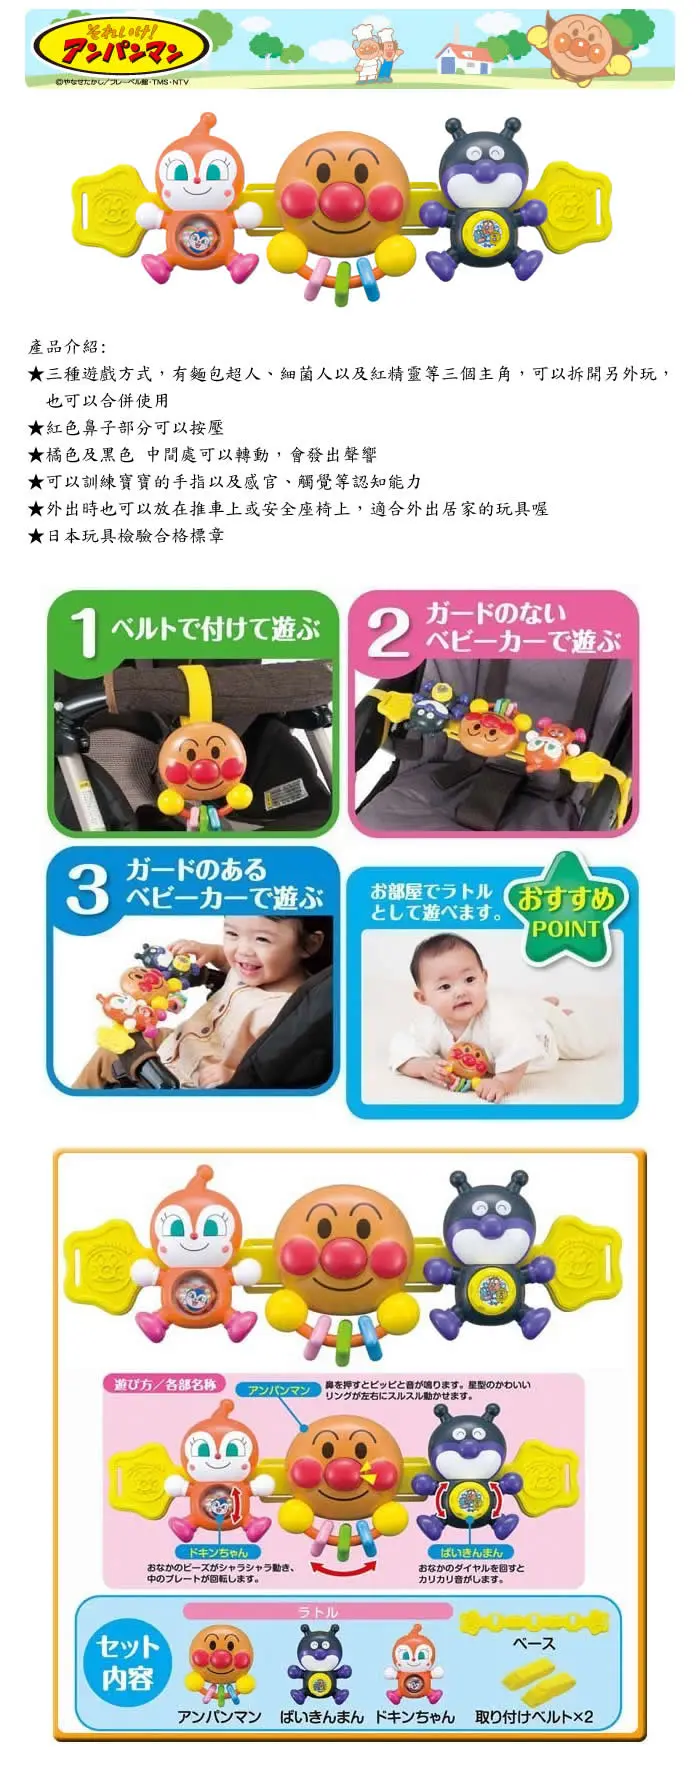 それいけ!
アンパンマン
©やなせたかし/フレーベル館・TMS・NTV
產品介紹:
★三種遊戲方式，有麵包超人、細菌人以及紅精靈等三個主角，可以拆開另外玩，
也可以合併使用
★紅色鼻子部分可以按壓
★橘色及黑色 中間處可以轉動，會發出聲響
★可以訓練寶寶的手指以及感官、觸覺等認知能力
★外出時也可以放在推車上或安全座椅上，適合外出居家的玩具喔
★日本玩具檢驗合格標章
1 ベルトで付けて遊ぶ
2 ガードのない
ベビーカーで遊ぶ
3 ガードのある
ベビーカーで遊ぶ
お部屋でラトル
として遊べます。
おすすめ
POINT
遊び方/各部名称
アンパンマン
鼻を押すとピッピと音が鳴ります。星型のかわいい
リングが左右にスルスル動かせます。
ドキンちゃん
おなかのビーズがシャラシャラ動き、
中のプレートが回転します。
ばいきんまん
おなかのダイヤルを回すと
カリカリ音がします。
セット
内容
ラトル
アンパンマン
ばいきんまん
ドキンちゃん
ベース
取り付けベルト×2